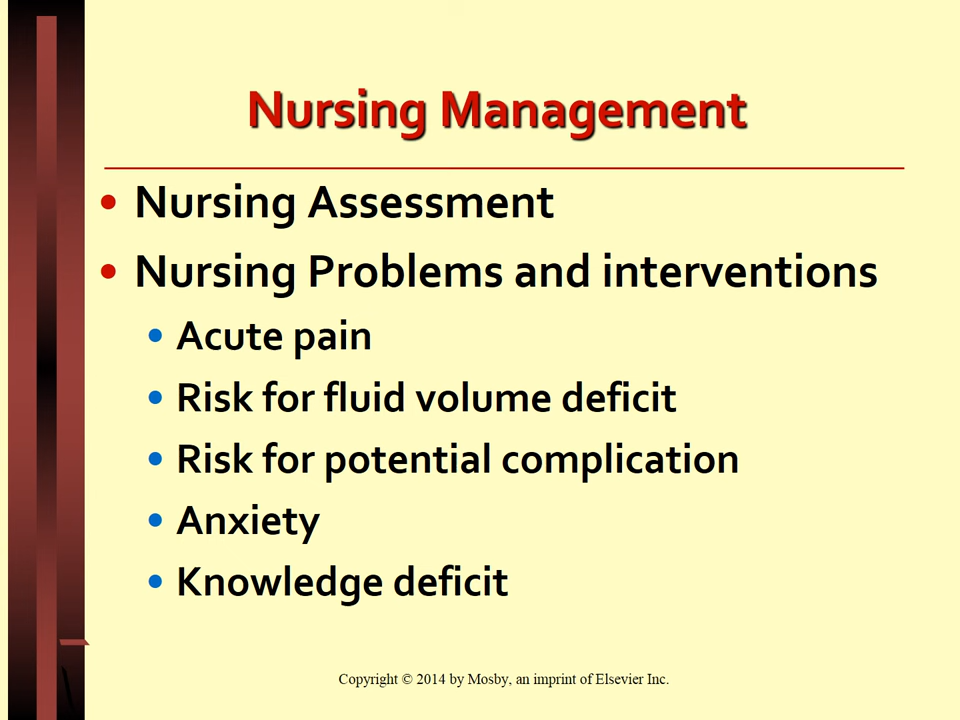 Nursing Management
• Nursing Assessment
• Nursing Problems and interventions
• Acute pain
• Risk for fluid volume deficit
• Risk for potential complication
• Anxiety
• Knowledge deficit
Copyright © 2014 by Mosby, an imprint of Elsevier Inc.